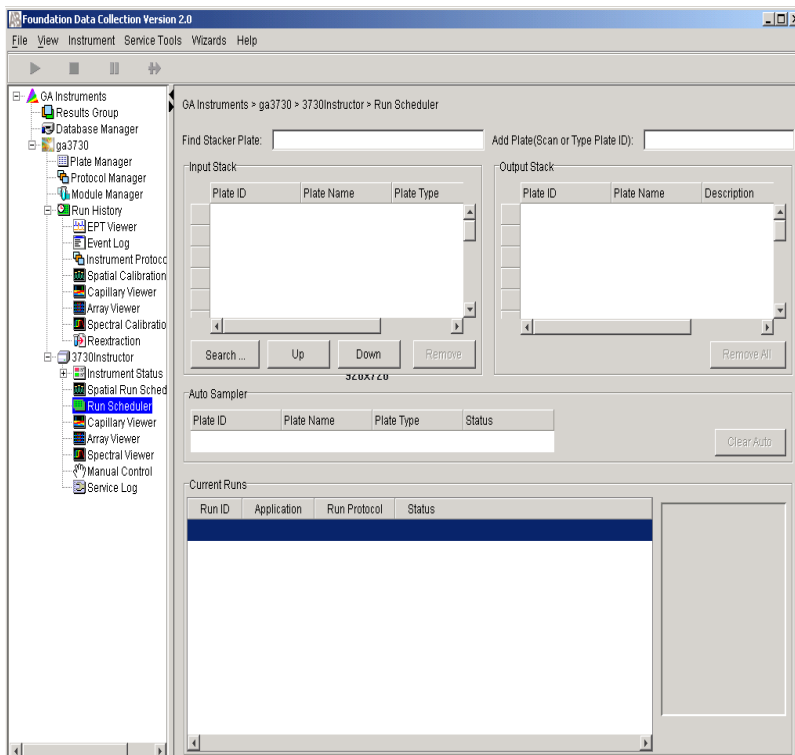 Foundation Data Collection Version 2.0
File View Instrument Service Tools Wizards Help
GA Instruments
Results Group
Database Manager
ga3730
Plate Manager
Protocol Manager
Module Manager
Run History
EPT Viewer
Event Log
Instrument Protoco
Spatial Calibration
Capillary Viewer
Array Viewer
Spectral Calibratio
Reextraction
3730Instructor
Instrument Status
Spatial Run Sched
Run Scheduler
Capillary Viewer
Array Viewer
Spectral Viewer
Manual Control
Service Log
GA Instruments > ga3730 > 3730Instructor > Run Scheduler
Find Stacker Plate:
Add Plate(Scan or Type Plate ID):
Input Stack
Plate ID Plate Name Plate Type
Search ... Up Down Remove
Output Stack
Plate ID Plate Name Description
Remove All
Auto Sampler
Plate ID Plate Name Plate Type Status
Clear Auto
Current Runs
Run ID Application Run Protocol Status